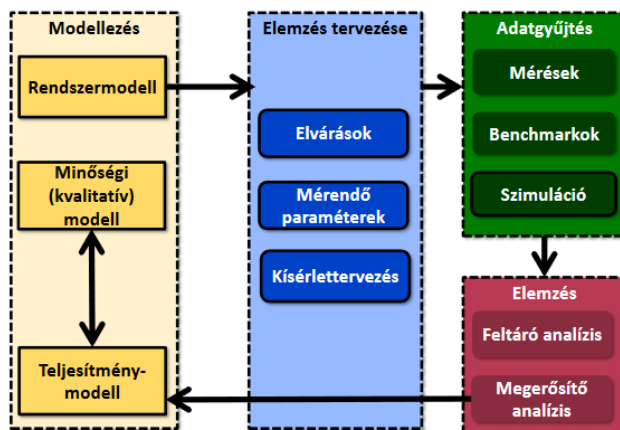 Modellezés
Rendszermodell
Minőségi
(kvalitatív)
modell
Teljesítmény-
modell
Elemzés tervezése
Elvárások
Mérendő
paraméterek
Kísérlettervezés
Adatgyűjtés
Mérések
Benchmarkok
Szimuláció
Elemzés
Feltáró analízis
Megerősítő
analízis